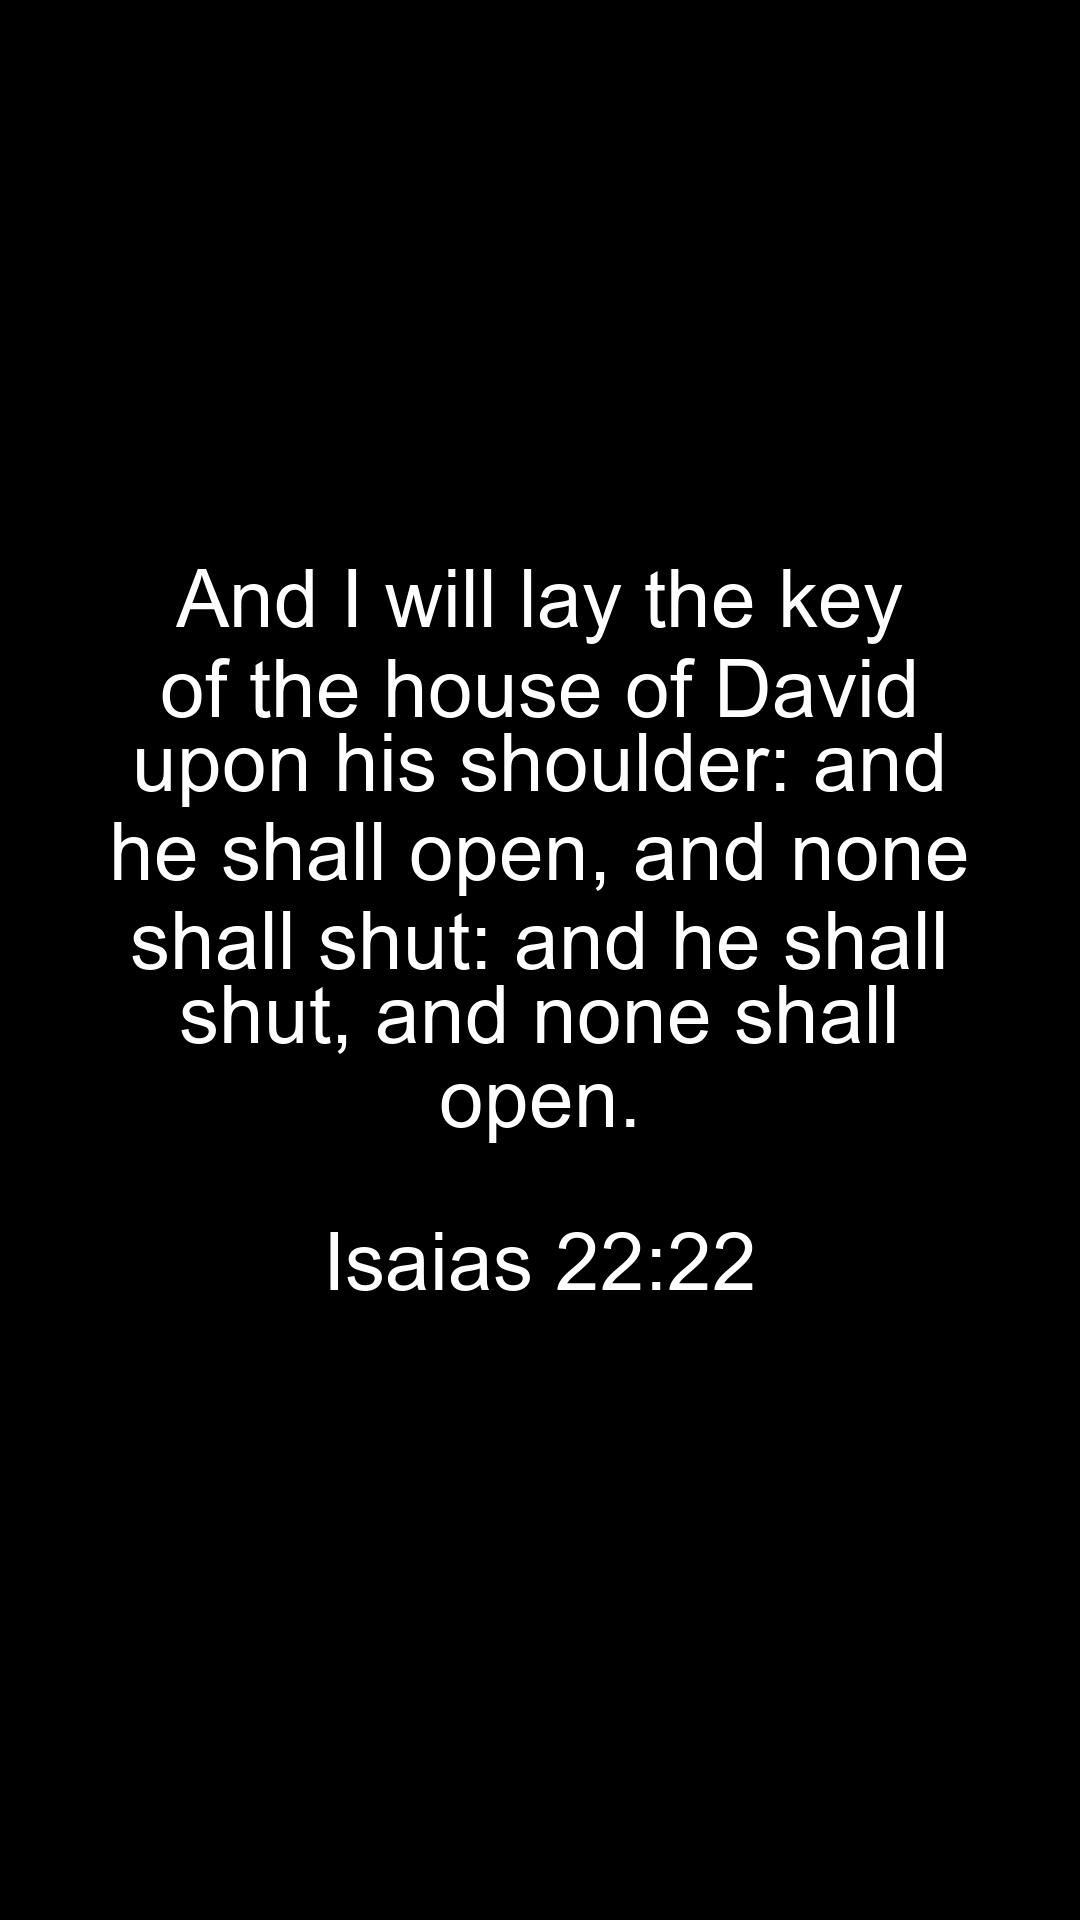 And I will lay the key
of the house of David
upon his shoulder: and
he shall open, and none
shall shut: and he shall
shut, and none shall
open.
Isaias 22:22